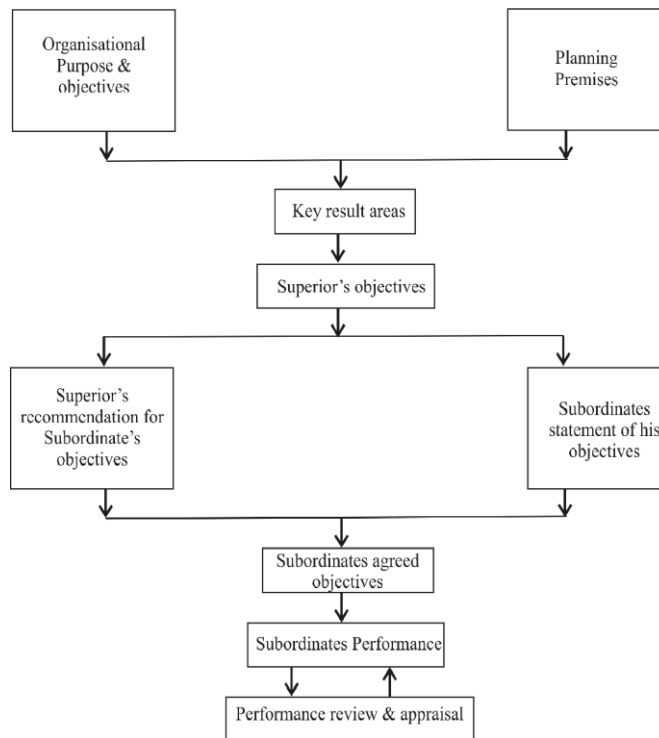 Organisational
Purpose &
objectives
Planning
Premises
Key result areas
Superior's objectives
Superior's
recommendation for
Subordinate's
objectives
Subordinates
statement of his
objectives
Subordinates agreed
objectives
Subordinates Performance
Performance review & appraisal